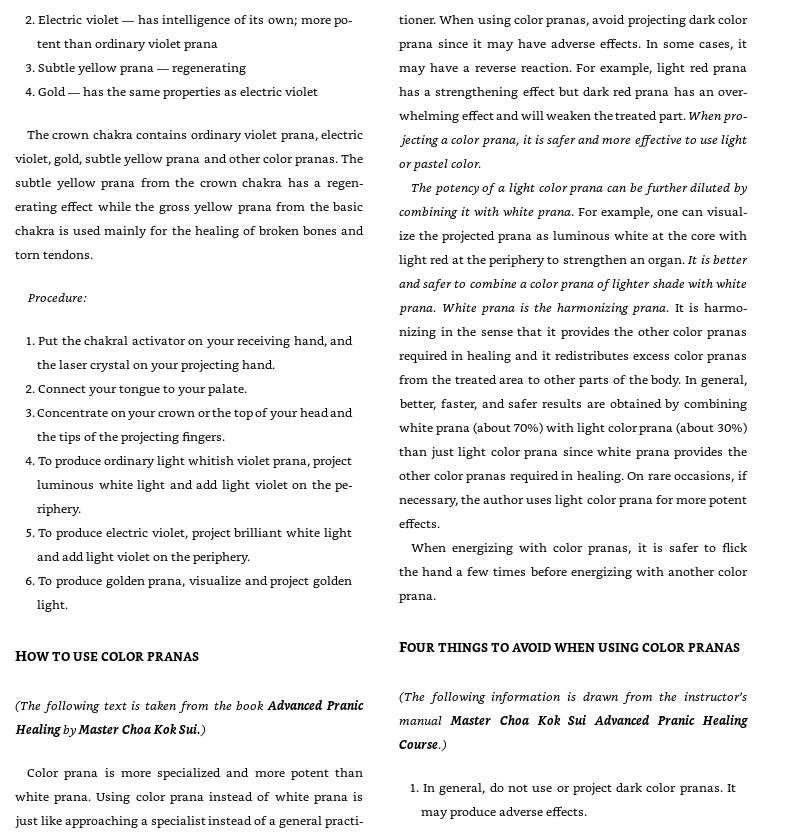 2. Electric violet — has intelligence of its own; more po-
tent than ordinary violet prana
3. Subtle yellow prana — regenerating
4. Gold — has the same properties as electric violet
The crown chakra contains ordinary violet prana, electric
violet, gold, subtle yellow prana and other color pranas. The
subtle yellow prana from the crown chakra has a regen-
erating effect while the gross yellow prana from the basic
chakra is used mainly for the healing of broken bones and
torn tendons.
Procedure:
1. Put the chakral activator on your receiving hand, and
the laser crystal on your projecting hand.
2. Connect your tongue to your palate.
3. Concentrate on your crown or the top of your head and
the tips of the projecting fingers.
4. To produce ordinary light whitish violet prana, project
luminous white light and add light violet on the pe-
riphery.
5. To produce electric violet, project brilliant white light
and add light violet on the periphery.
6. To produce golden prana, visualize and project golden
light.
HOW TO USE COLOR PRANAS
(The following text is taken from the book Advanced Pranic
Healing by Master Choa Kok Sui.)
Color prana is more specialized and more potent than
white prana. Using color prana instead of white prana is
just like approaching a specialist instead of a general practi-
tioner. When using color pranas, avoid projecting dark color
prana since it may have adverse effects. In some cases, it
may have a reverse reaction. For example, light red prana
has a strengthening effect but dark red prana has an over-
whelming effect and will weaken the treated part. When pro-
jecting a color prana, it is safer and more effective to use light
or pastel color.
The potency of a light color prana can be further diluted by
combining it with white prana. For example, one can visual-
ize the projected prana as luminous white at the core with
light red at the periphery to strengthen an organ. It is better
and safer to combine a color prana of lighter shade with white
prana. White prana is the harmonizing prana. It is harmo-
nizing in the sense that it provides the other color pranas
required in healing and it redistributes excess color pranas
from the treated area to other parts of the body. In general,
better, faster, and safer results are obtained by combining
white prana (about 70%) with light color prana (about 30%)
than just light color prana since white prana provides the
other color pranas required in healing. On rare occasions, if
necessary, the author uses light color prana for more potent
effects.
When energizing with color pranas, it is safer to flick
the hand a few times before energizing with another color
prana.
FOUR THINGS TO AVOID WHEN USING COLOR PRANAS
(The following information is drawn from the instructor's
manual Master Choa Kok Sui Advanced Pranic Healing
Course.)
1. In general, do not use or project dark color pranas. It
may produce adverse effects.